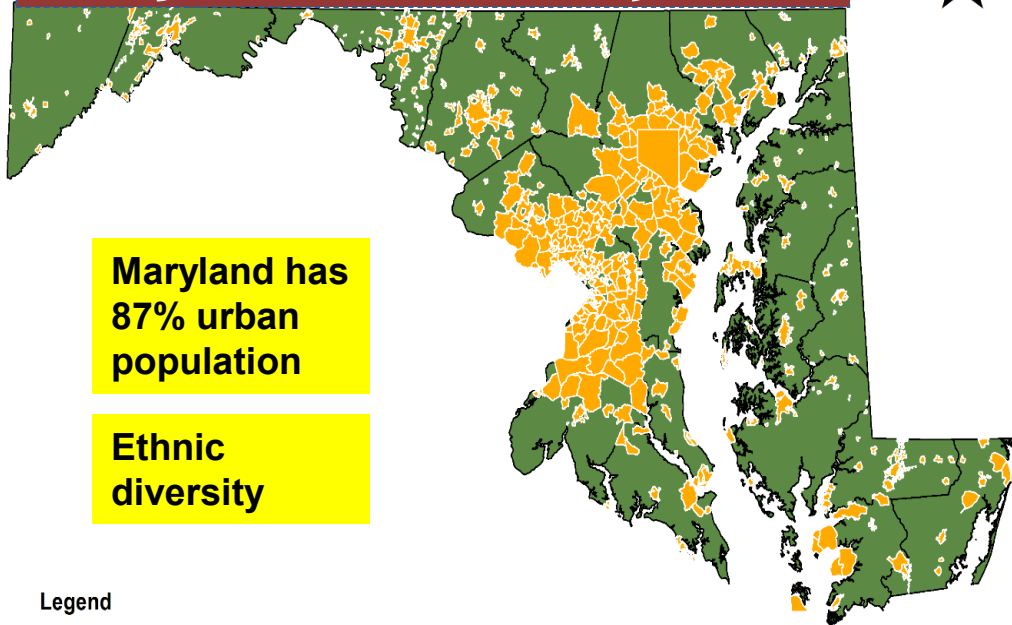 Maryland has
87% urban
population
Ethnic
diversity
Legend